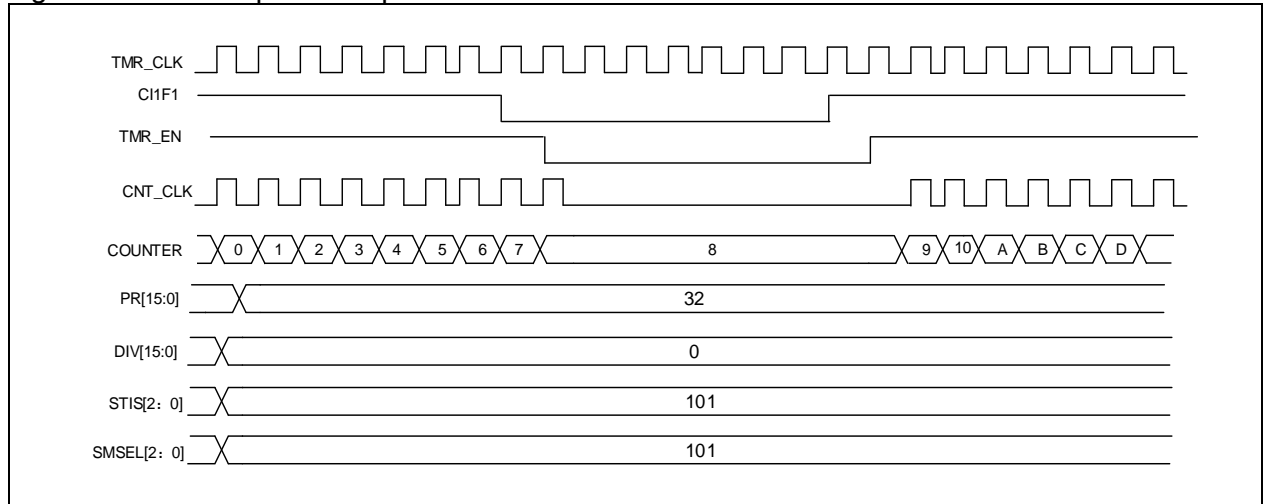 TMR_CLK
CI1F1
TMR_EN
CNT_CLK
COUNTER 0 1 2 3 4 5 6 7 8 9 10 A B C D
PR[15:0] 32
DIV[15:0] 0
STIS[2：0] 101
SMSEL[2：0] 101